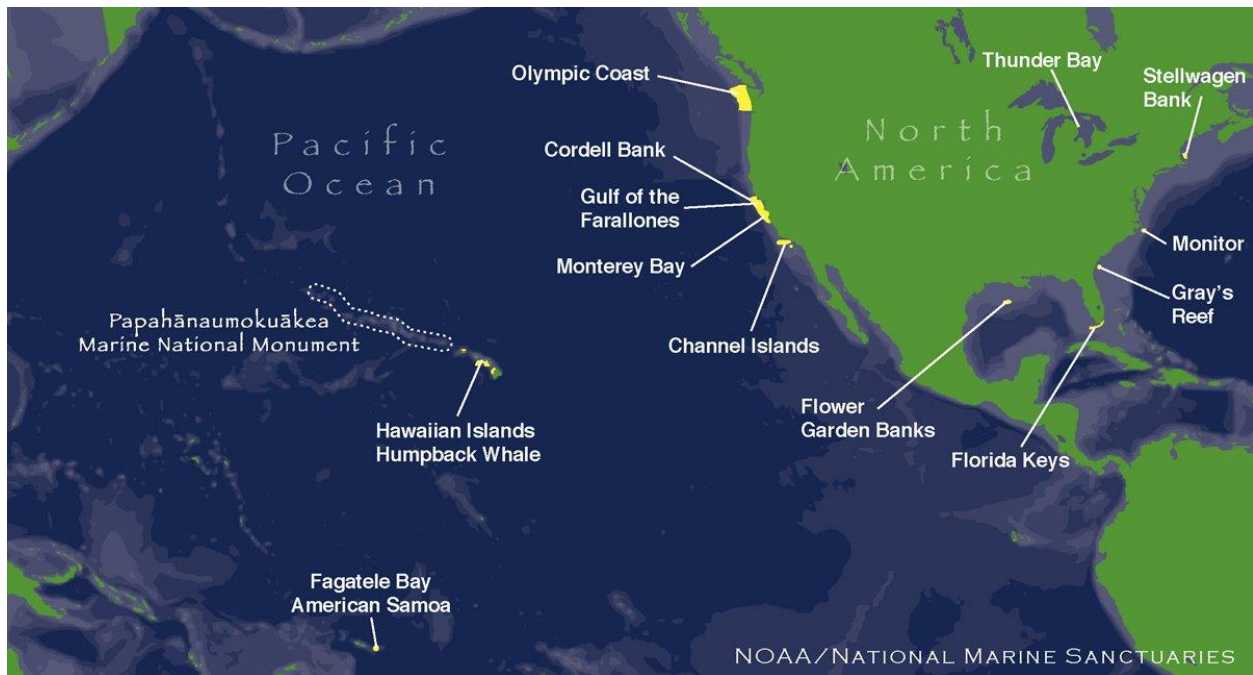 Thunder Bay
Olympic Coast
Stellwagen
Bank
North
America
Pacific
Ocean
Cordell Bank
Gulf of the
Farallones
Monterey Bay
Monitor
Gray's
Reef
Papahānaumokuākea
Marine National Monument
Channel Islands
Flower
Garden Banks
Hawaiian Islands
Humpback Whale
Florida Keys
Fagatele Bay
American Samoa
NOAA/National Marine Sanctuaries